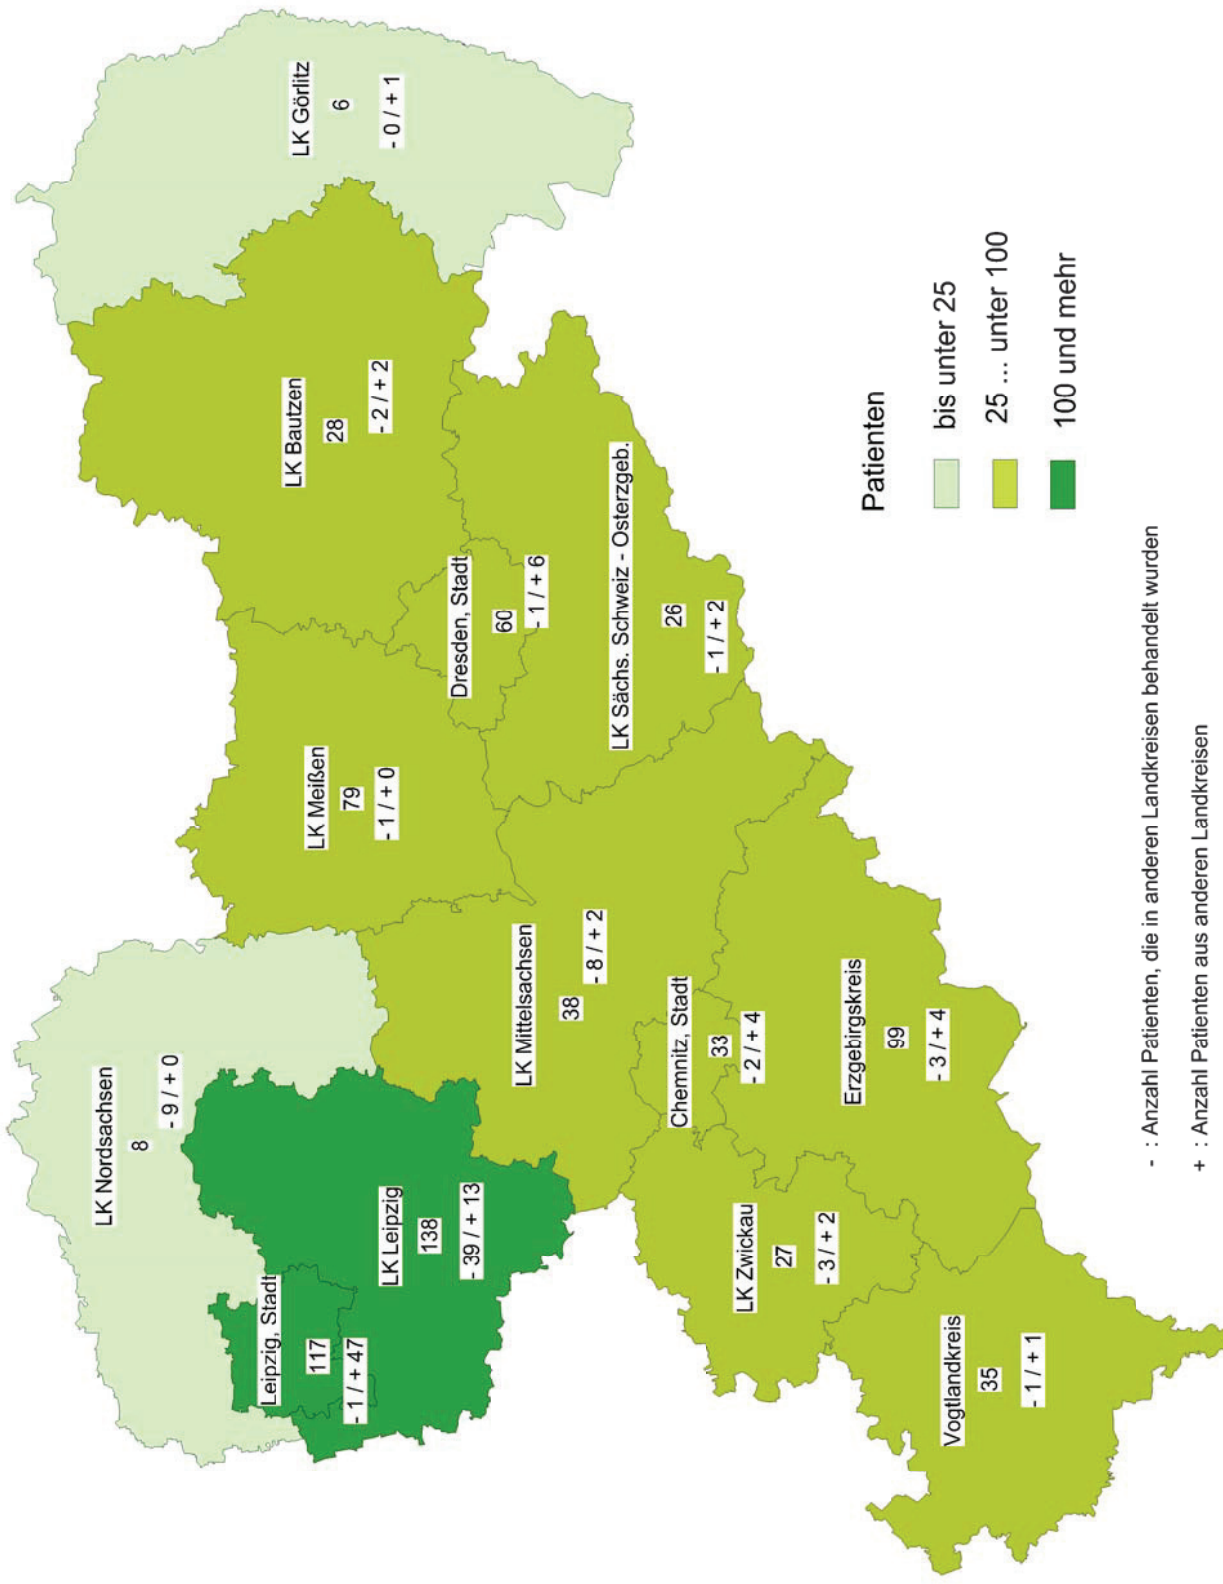 LK Nordsachsen
8
- 9 / + 0
Leipzig, Stadt
117
- 1 / + 47
LK Leipzig
138
- 39 / + 13
LK Meißen
79
- 1 / + 0
LK Bautzen
28
- 2 / + 2
LK Görlitz
6
- 0 / + 1
Dresden, Stadt
60
- 1 / + 6
LK Sächs. Schweiz - Osterzgeb.
26
- 1 / + 2
LK Mittelsachsen
38
- 8 / + 2
Chemnitz, Stadt
33
- 2 / + 4
Erzgebirgskreis
99
- 3 / + 4
LK Zwickau
27
- 3 / + 2
Vogtlandkreis
35
- 1 / + 1
Patienten
bis unter 25
25 ... unter 100
100 und mehr
- : Anzahl Patienten, die in anderen Landkreisen behandelt wurden
+ : Anzahl Patienten aus anderen Landkreisen